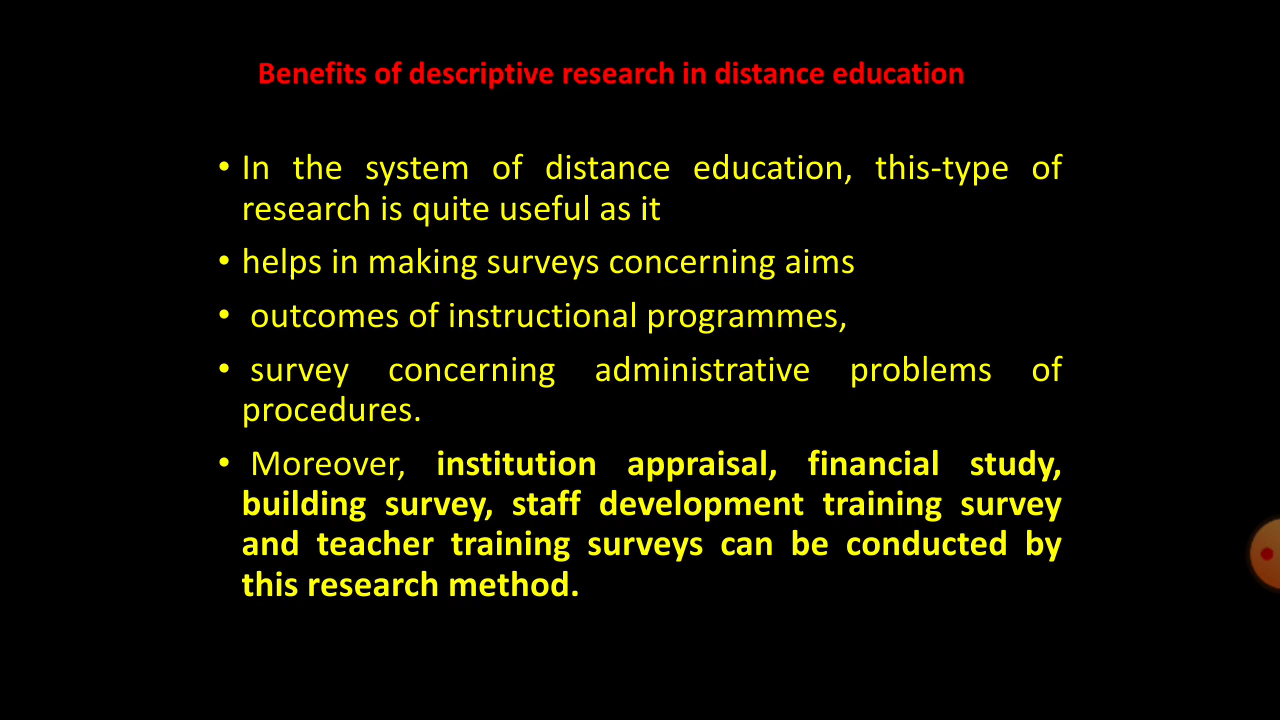 Benefits of descriptive research in distance education
• In the system of distance education, this-type of
research is quite useful as it
• helps in making surveys concerning aims
• outcomes of instructional programmes,
• survey concerning administrative problems of
procedures.
• Moreover, institution appraisal, financial study,
building survey, staff development training survey
and teacher training surveys can be conducted by
this research method.